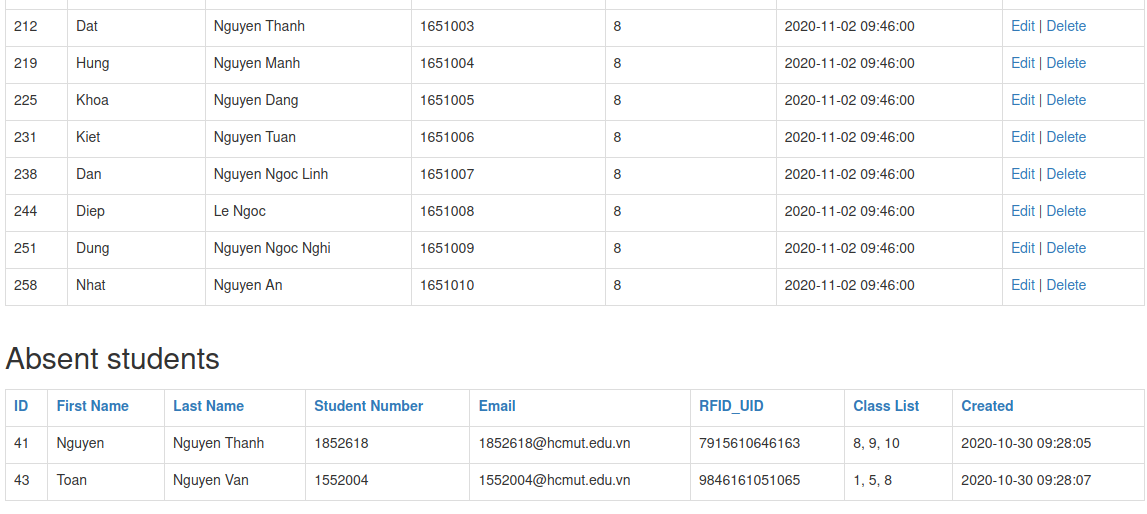 212 Dat Nguyen Thanh 1651003 8 2020-11-02 09:46:00 Edit | Delete
219 Hung Nguyen Manh 1651004 8 2020-11-02 09:46:00 Edit | Delete
225 Khoa Nguyen Dang 1651005 8 2020-11-02 09:46:00 Edit | Delete
231 Kiet Nguyen Tuan 1651006 8 2020-11-02 09:46:00 Edit | Delete
238 Dan Nguyen Ngoc Linh 1651007 8 2020-11-02 09:46:00 Edit | Delete
244 Diep Le Ngoc 1651008 8 2020-11-02 09:46:00 Edit | Delete
251 Dung Nguyen Ngoc Nghi 1651009 8 2020-11-02 09:46:00 Edit | Delete
258 Nhat Nguyen An 1651010 8 2020-11-02 09:46:00 Edit | Delete
Absent students
ID First Name Last Name Student Number Email RFID_UID Class List Created
41 Nguyen Nguyen Thanh 1852618 1852618@hcmut.edu.vn 7915610646163 8, 9, 10 2020-10-30 09:28:05
43 Toan Nguyen Van 1552004 1552004@hcmut.edu.vn 9846161051065 1, 5, 8 2020-10-30 09:28:07